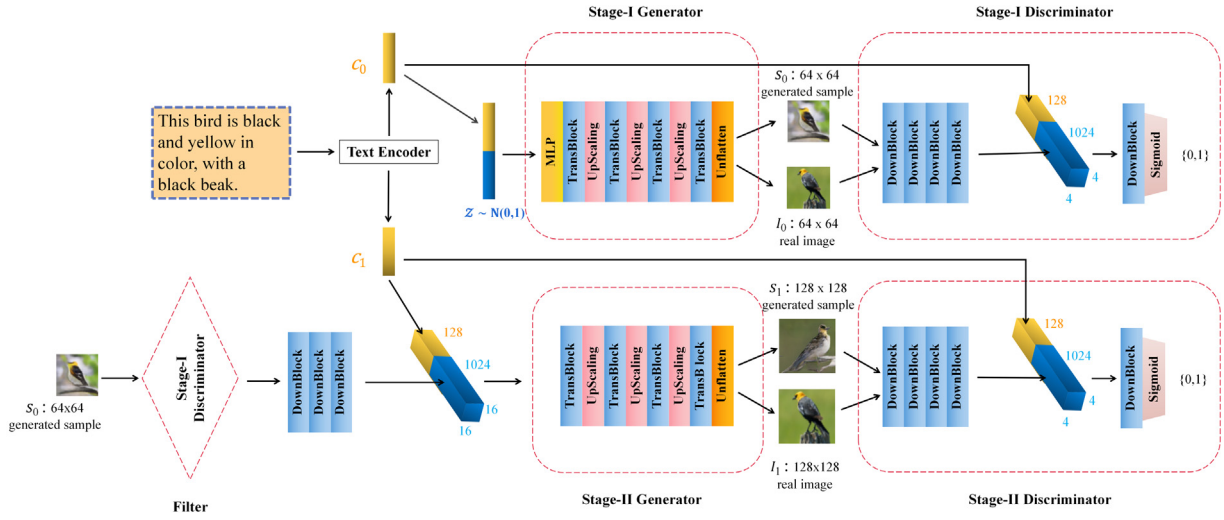 Stage-I Generator
Stage-I Discriminator
c₀
S₀ : 64 x 64
generated sample
128
This bird is black
and yellow in
color, with a
black beak.
Text Encoder
MLP
TransBlock
UpScaling
TransBlock
UpScaling
TransBlock
UpScaling
TransBlock
Unflatten
DownBlock
DownBlock
DownBlock
DownBlock
1024
4
4
DownBlock
Sigmoid
{0,1}
Z ~ N(0,1)
I₀ : 64 x 64
real image
c₁
S₁ : 128 x 128
generated sample
128
Stage-I
Discriminator
DownBlock
DownBlock
DownBlock
128
1024
16
16
TransBlock
UpScaling
TransBlock
UpScaling
TransBlock
UpScaling
TransB lock
Unflatten
DownBlock
DownBlock
DownBlock
DownBlock
1024
4
4
DownBlock
Sigmoid
{0,1}
S₀ : 64x64
generated sample
I₁ : 128x128
real image
Filter
Stage-II Generator
Stage-II Discriminator